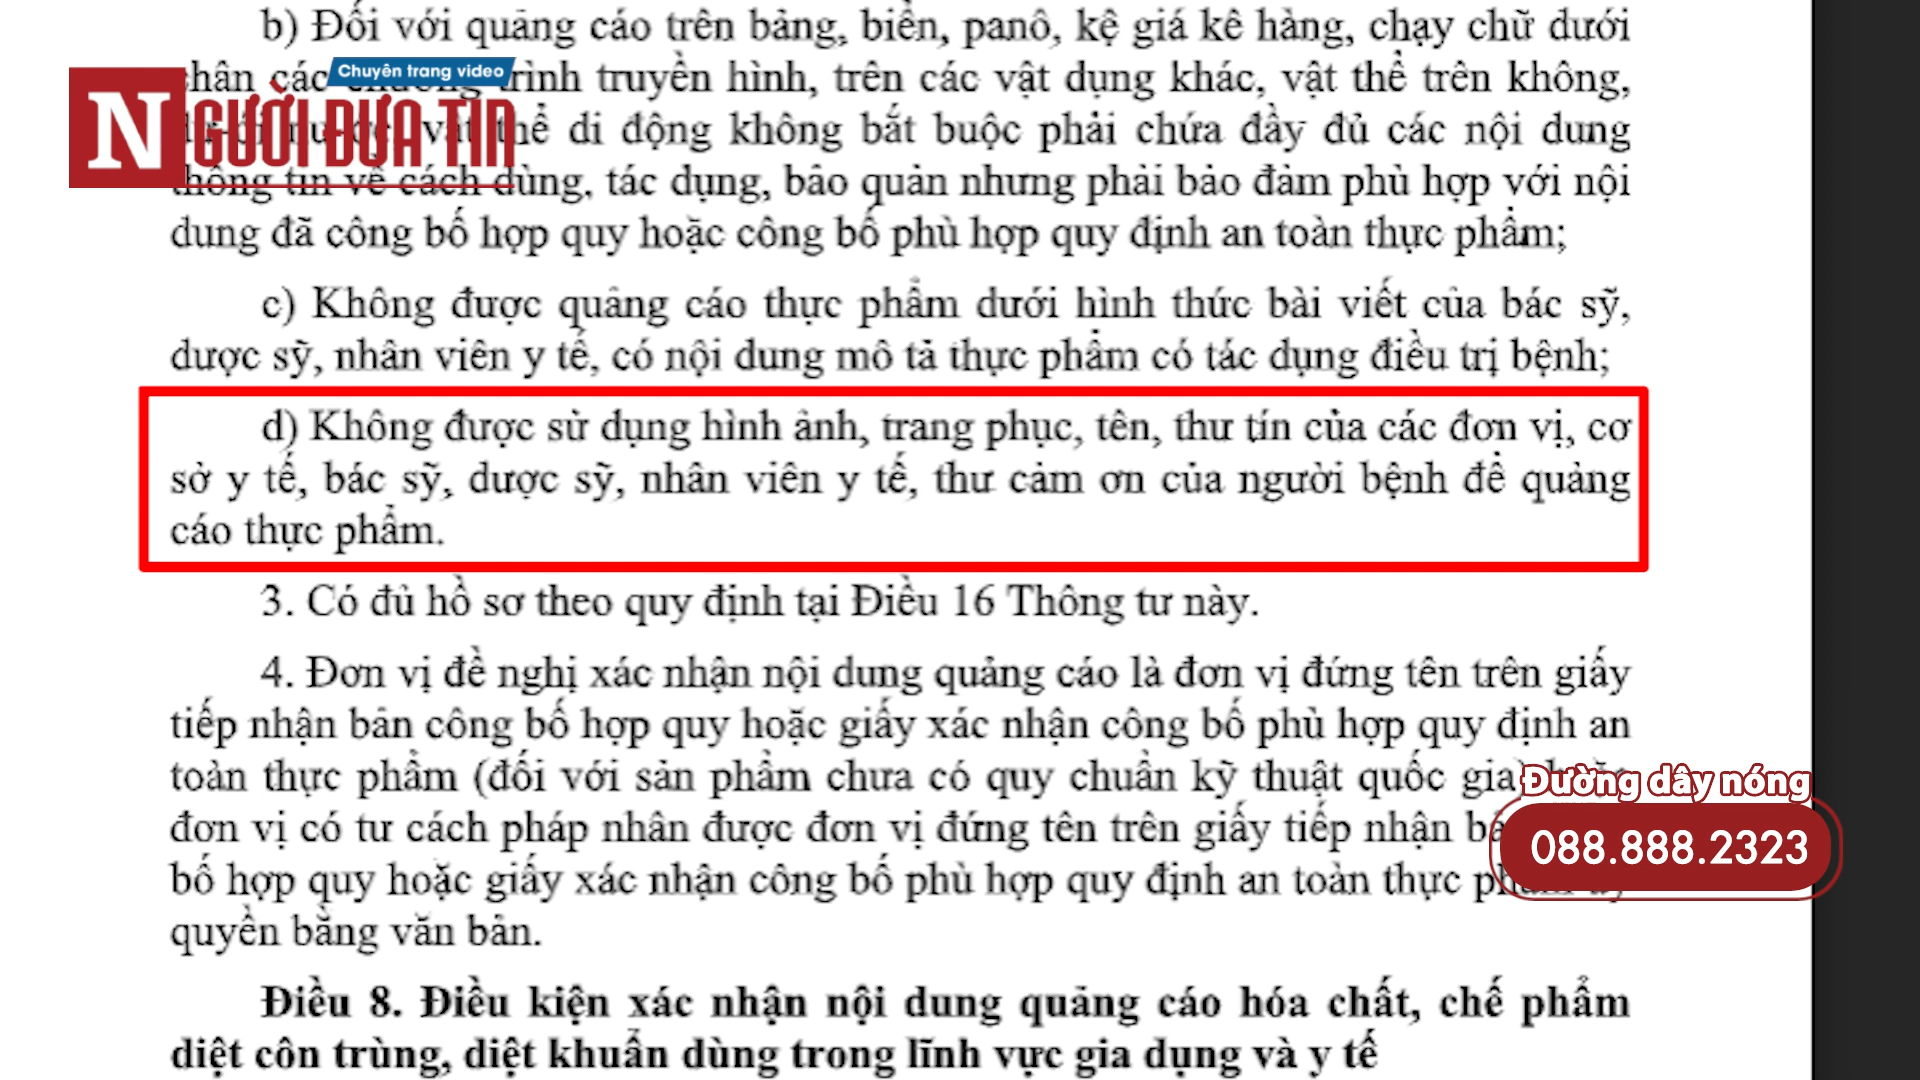 b) Đối với quảng cáo trên bảng, biển, panô, kệ giá kê hàng, chạy chữ dưới
chân các chương trình truyền hình, trên các vật dụng khác, vật thể trên không,
vật thể di động không bắt buộc phải chứa đầy đủ các nội dung
thông tin về cách dùng, tác dụng, bảo quản nhưng phải bảo đảm phù hợp với nội
dung đã công bố hợp quy hoặc công bố phù hợp quy định an toàn thực phẩm;
Chuyên trang video
NGƯỜI ĐƯA TIN
c) Không được quảng cáo thực phẩm dưới hình thức bài viết của bác sỹ,
dược sỹ, nhân viên y tế, có nội dung mô tả thực phẩm có tác dụng điều trị bệnh;
d) Không được sử dụng hình ảnh, trang phục, tên, thư tín của các đơn vị, cơ
sở y tế, bác sỹ, dược sỹ, nhân viên y tế, thư cảm ơn của người bệnh để quảng
cáo thực phẩm.
3. Có đủ hồ sơ theo quy định tại Điều 16 Thông tư này.
4. Đơn vị đề nghị xác nhận nội dung quảng cáo là đơn vị đứng tên trên giấy
tiếp nhận bản công bố hợp quy hoặc giấy xác nhận công bố phù hợp quy định an
toàn thực phẩm (đối với sản phẩm chưa có quy chuẩn kỹ thuật quốc gia)
đơn vị có tư cách pháp nhân được đơn vị đứng tên trên giấy tiếp nhận
bố hợp quy hoặc giấy xác nhận công bố phù hợp quy định an toàn thực phẩm
quyền bằng văn bản.
Đường dây nóng
088.888.2323
Điều 8. Điều kiện xác nhận nội dung quảng cáo hóa chất, chế phẩm
diệt côn trùng, diệt khuẩn dùng trong lĩnh vực gia dụng và y tế